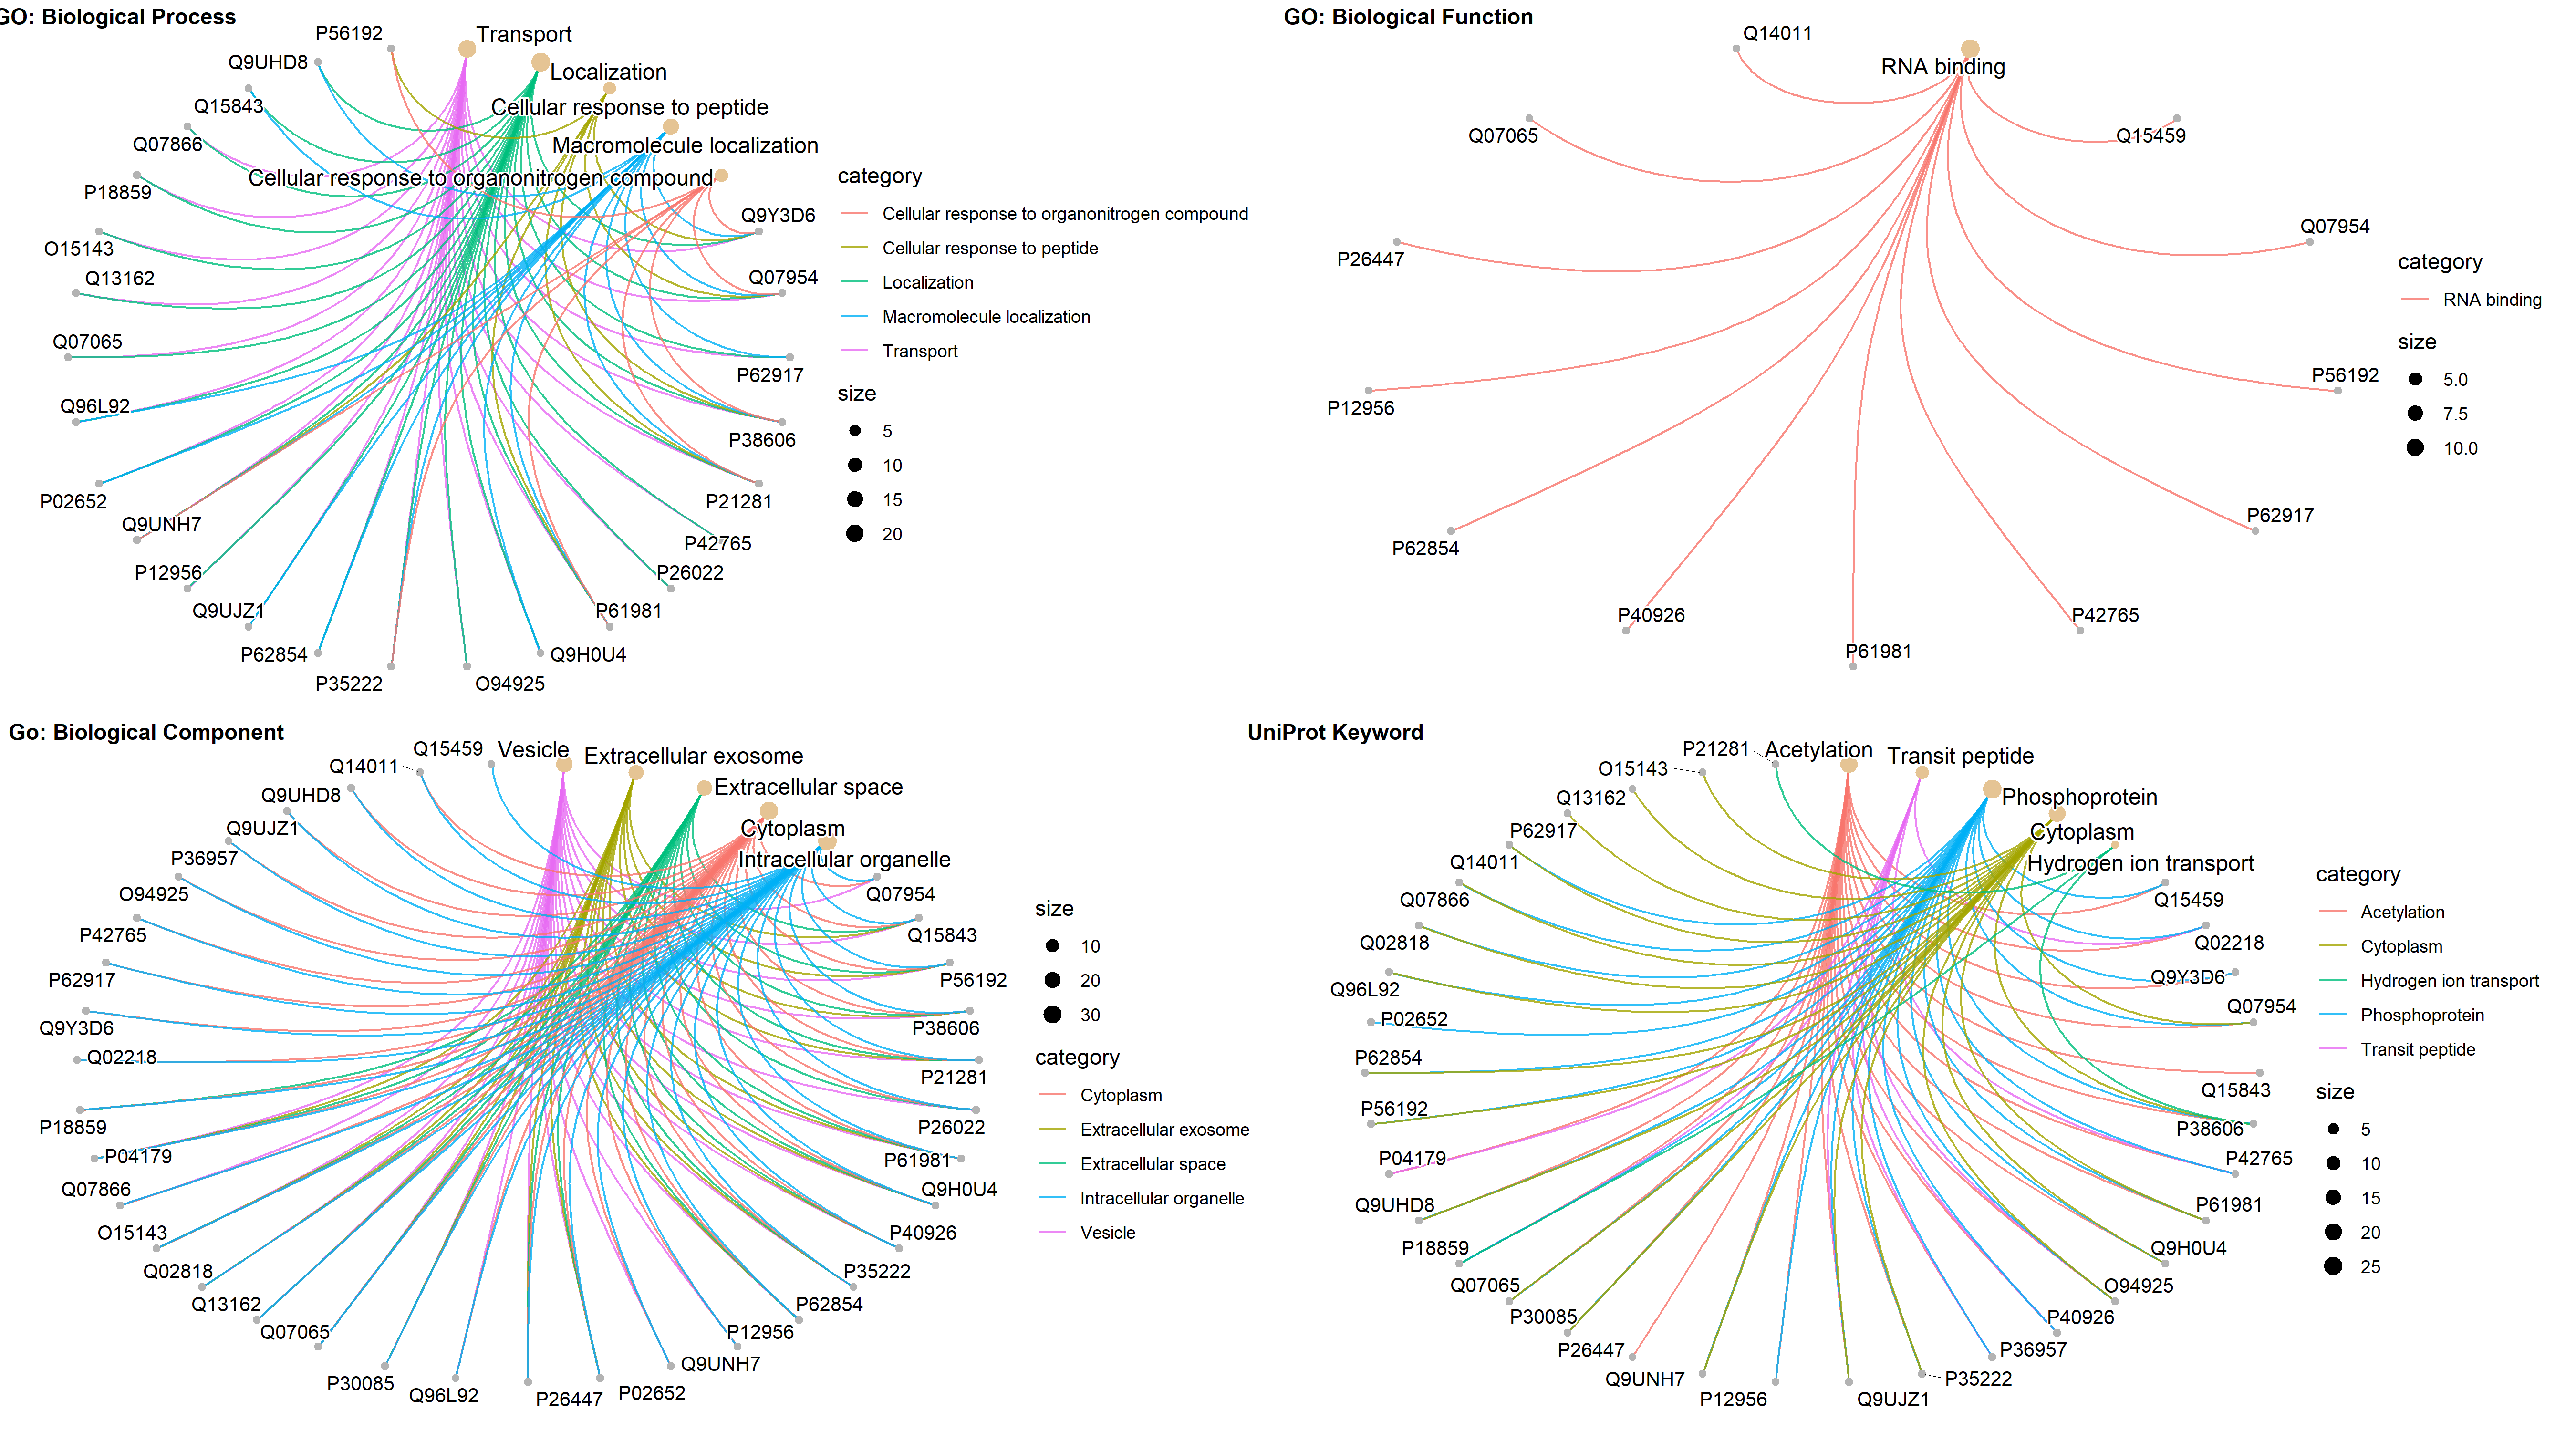 GO: Biological Process
P56192
Transport
Q9UHD8
Localization
Q15843
Cellular response to peptide
Q07866
Macromolecule localization
P18859
Cellular response to organonitrogen compound
Q9Y3D6
O15143
Q13162
Q07954
Q07065
P62917
Q96L92
P38606
P02652
P21281
Q9UNH7
P42765
P12956
P26022
Q9UJZ1
P61981
P62854
Q9H0U4
P35222
O94925
category
Cellular response to organonitrogen compound
Cellular response to peptide
Localization
Macromolecule localization
Transport
size
5
10
15
20
GO: Biological Function
Q14011
RNA binding
Q07065
Q15459
Q07954
P26447
P56192
P12956
P62917
P62854
P40926
P42765
P61981
category
RNA binding
size
5.0
7.5
10.0
Go: Biological Component
Q15459
Vesicle
Extracellular exosome
Q14011
Extracellular space
Q9UHD8
Cytoplasm
Q9UJZ1
Intracellular organelle
P36957
Q07954
O94925
Q15843
P42765
P56192
P62917
P38606
Q9Y3D6
Q02218
P21281
P18859
P26022
P04179
P61981
Q07866
Q9H0U4
O15143
P40926
Q02818
P35222
Q13162
P62854
Q07065
P12956
P30085
Q9UNH7
Q96L92
P26447
P02652
size
10
20
30
category
Cytoplasm
Extracellular exosome
Extracellular space
Intracellular organelle
Vesicle
UniProt Keyword
P21281
Acetylation
Transit peptide
O15143
Q13162
Phosphoprotein
P62917
Cytoplasm
Q14011
Hydrogen ion transport
Q07866
Q15459
Q02818
Q02218
Q96L92
Q9Y3D6
P02652
Q07954
P62854
Q15843
P56192
P38606
P04179
P42765
Q9UHD8
P61981
P18859
Q9H0U4
Q07065
O94925
P30085
P40926
P26447
P36957
Q9UNH7
P35222
P12956
Q9UJZ1
category
Acetylation
Cytoplasm
Hydrogen ion transport
Phosphoprotein
Transit peptide
size
5
10
15
20
25